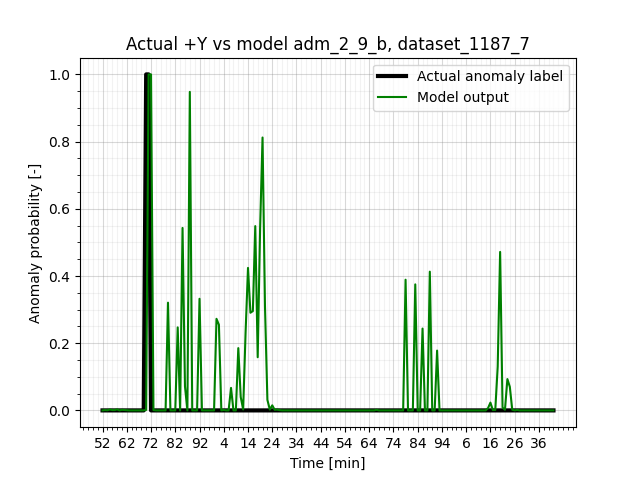 Actual +Y vs model adm_2_9_b, dataset_1187_7
Actual anomaly label
Model output
Anomaly probability [-]
1.0
0.8
0.6
0.4
0.2
0.0
52 62 72 82 92 4 14 24 34 44 54 64 74 84 94 6 16 26 36
Time [min]